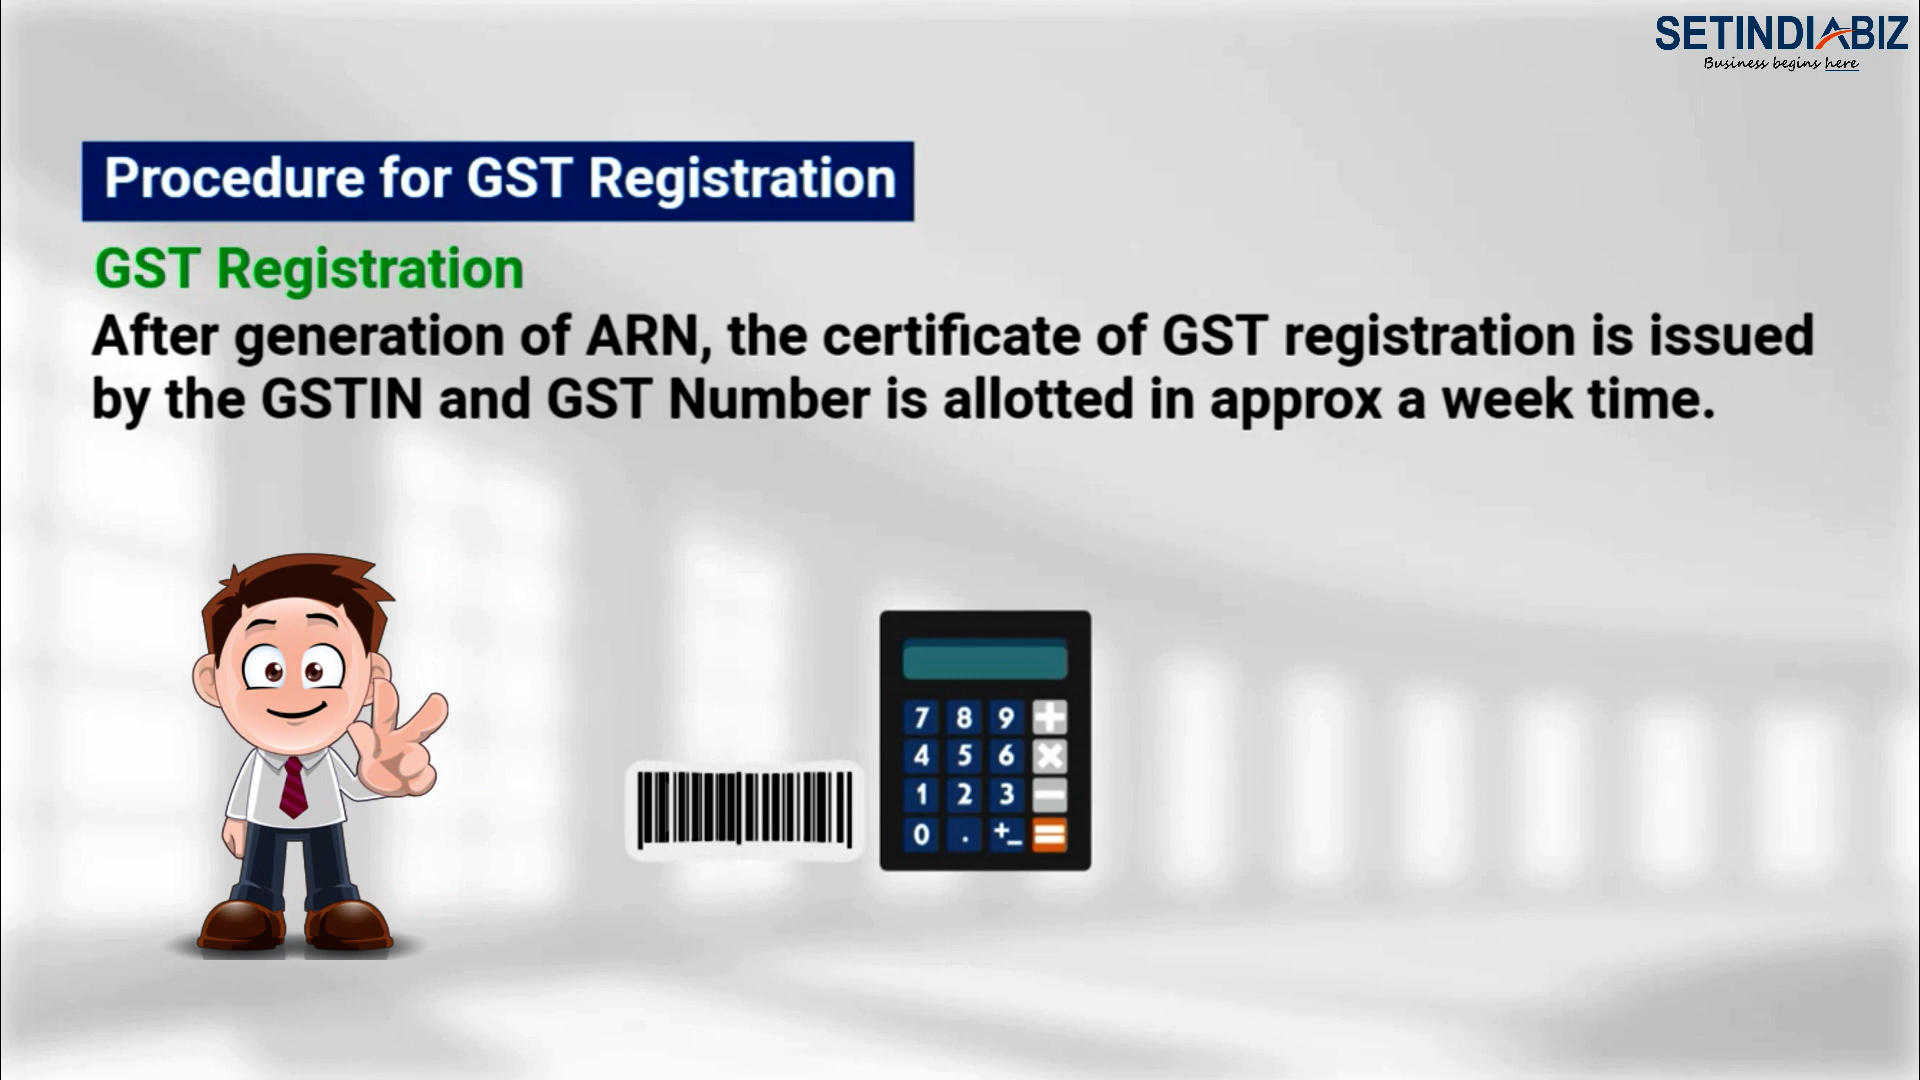 SETINDIABIZ
Business begins here
Procedure for GST Registration
GST Registration
After generation of ARN, the certificate of GST registration is issued
by the GSTIN and GST Number is allotted in approx a week time.
7 8 9 +
4 5 6 ×
1 2 3 −
0 . +− =